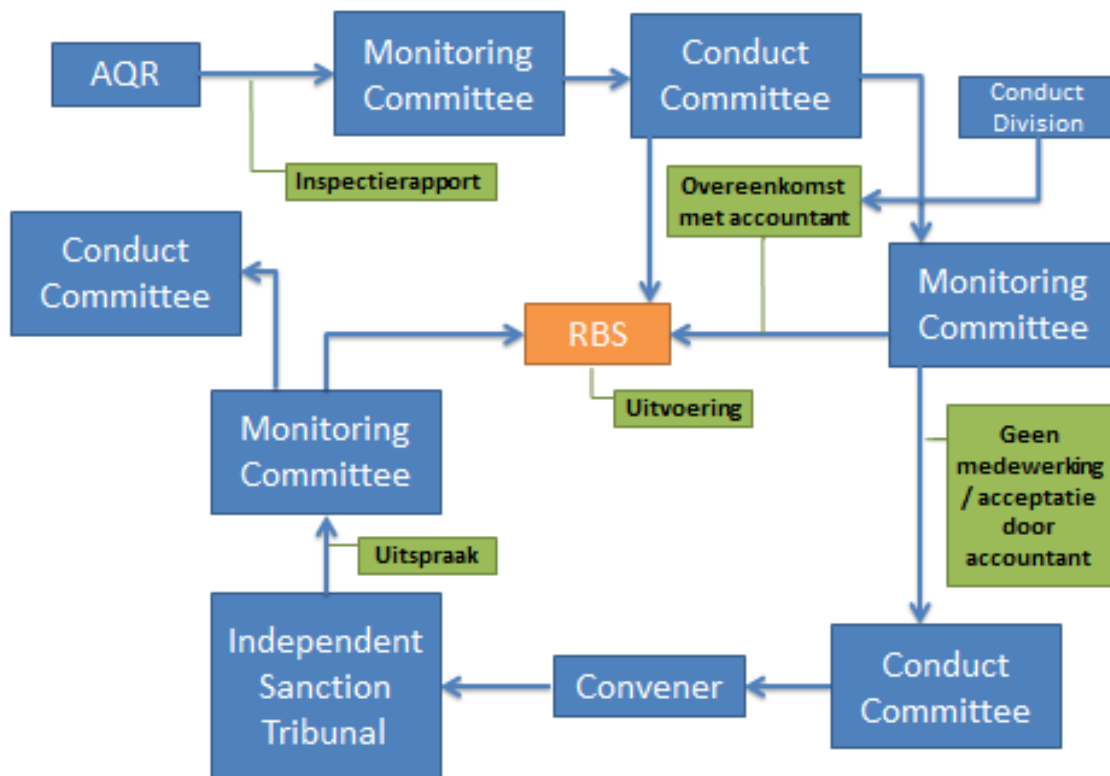 AQR
Monitoring
Committee
Conduct
Committee
Conduct
Division
Inspectierapport
Overeenkomst
met accountant
Conduct
Committee
Monitoring
Committee
RBS
Uitvoering
Monitoring
Committee
Geen
medewerking
/ acceptatie
door
accountant
Uitspraak
Independent
Sanction
Tribunal
Convener
Conduct
Committee